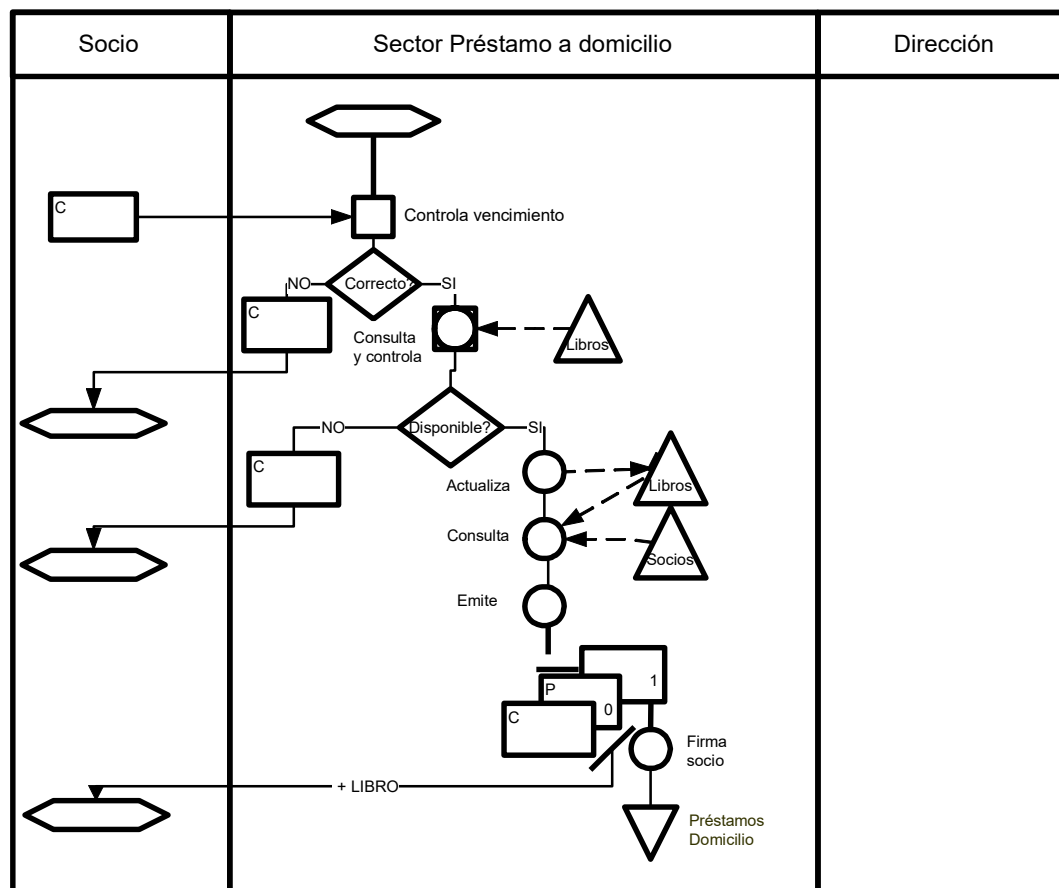 Socio
Sector Préstamo a domicilio
Dirección
C
Controla vencimiento
NO
Correcto?
SI
C
Consulta
y controla
Libros
NO
Disponible?
SI
C
Actualiza
Libros
Consulta
Socios
Emite
1
P
0
C
Firma
socio
+ LIBRO
Préstamos
Domicilio